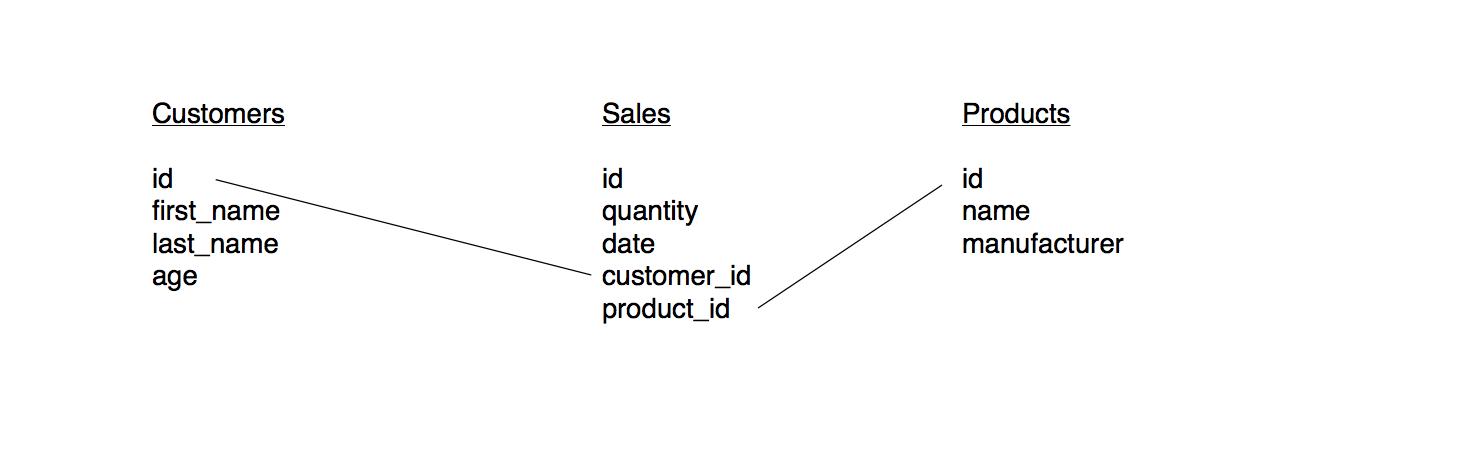 Customers
id
first_name
last_name
age
Sales
id
quantity
date
customer_id
product_id
Products
id
name
manufacturer